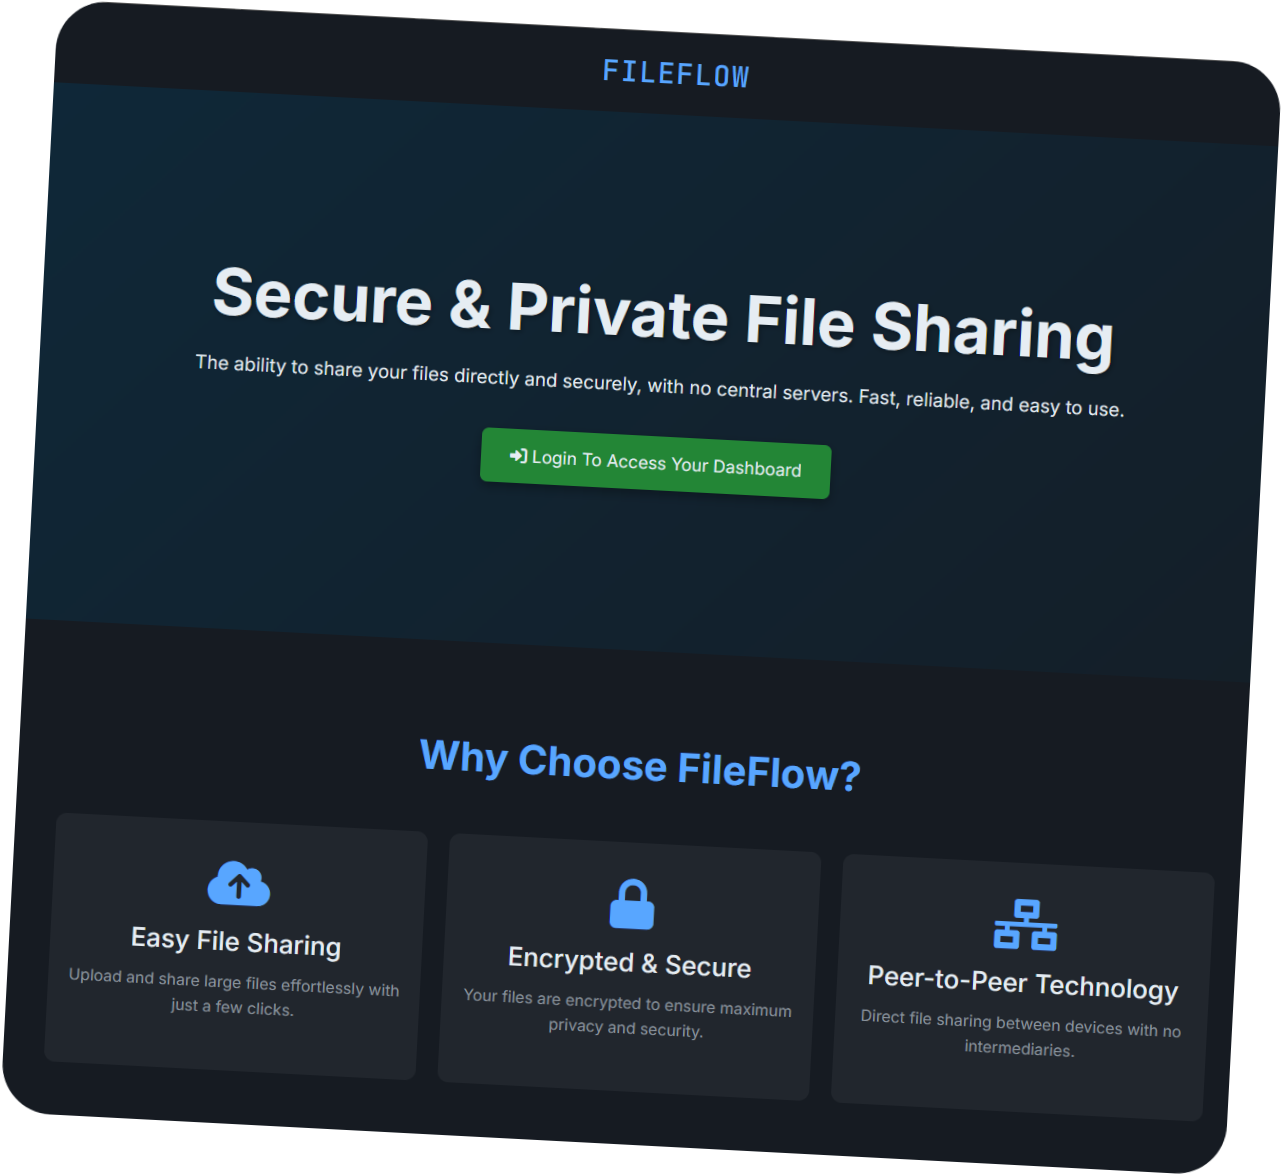 FILEFLOW
Secure & Private File Sharing
The ability to share your files directly and securely, with no central servers. Fast, reliable, and easy to use.
Login To Access Your Dashboard
Why Choose FileFlow?
Easy File Sharing
Upload and share large files effortlessly with
just a few clicks.
Encrypted & Secure
Your files are encrypted to ensure maximum
privacy and security.
Peer-to-Peer Technology
Direct file sharing between devices with no
intermediaries.